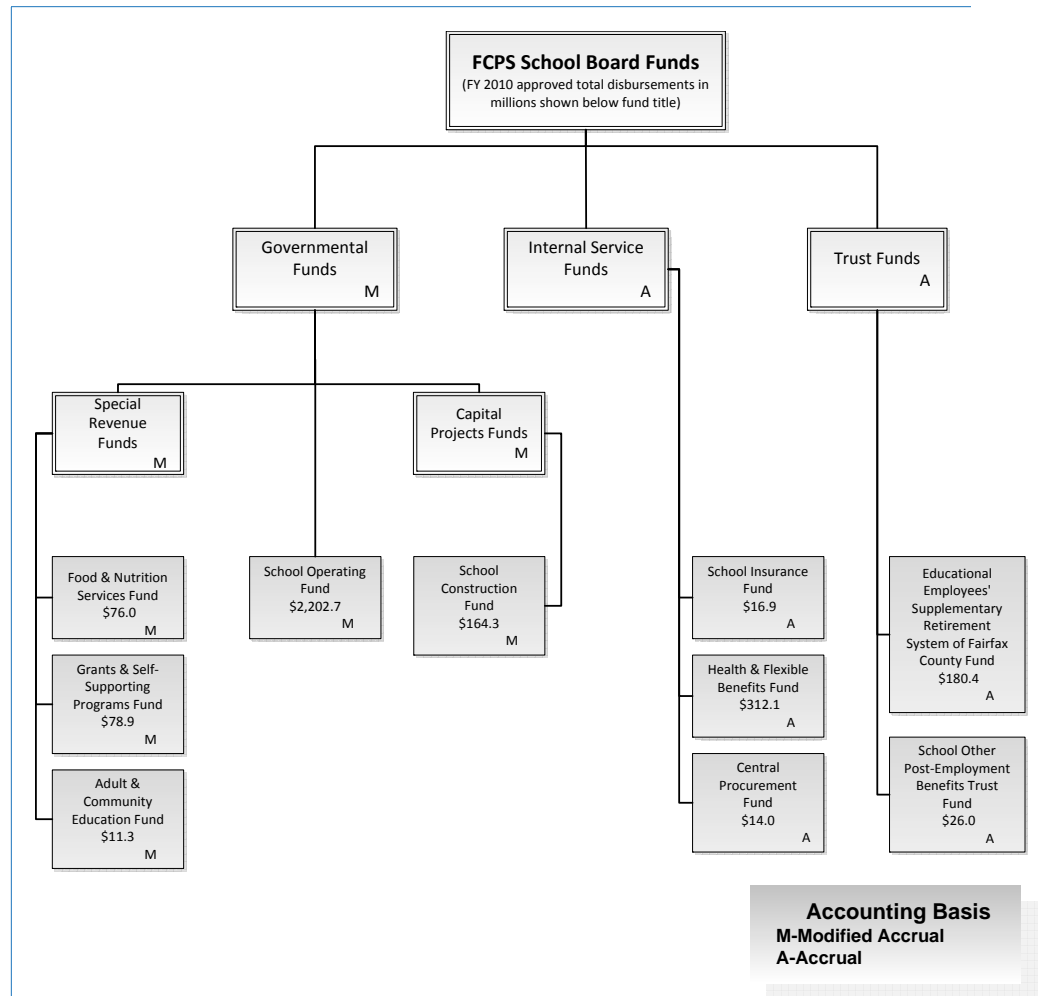 FCPS School Board Funds
(FY 2010 approved total disbursements in
millions shown below fund title)
Governmental
Funds
M
Internal Service
Funds
A
Trust Funds
A
Special
Revenue
Funds
M
Capital
Projects Funds
M
Food & Nutrition
Services Fund
$76.0
M
School Operating
Fund
$2,202.7
M
School
Construction
Fund
$164.3
M
School Insurance
Fund
$16.9
A
Educational
Employees'
Supplementary
Retirement
System of Fairfax
County Fund
$180.4
A
Grants & Self-
Supporting
Programs Fund
$78.9
M
Health & Flexible
Benefits Fund
$312.1
A
Adult &
Community
Education Fund
$11.3
M
Central
Procurement
Fund
$14.0
A
School Other
Post-Employment
Benefits Trust
Fund
$26.0
A
Accounting Basis
M-Modified Accrual
A-Accrual